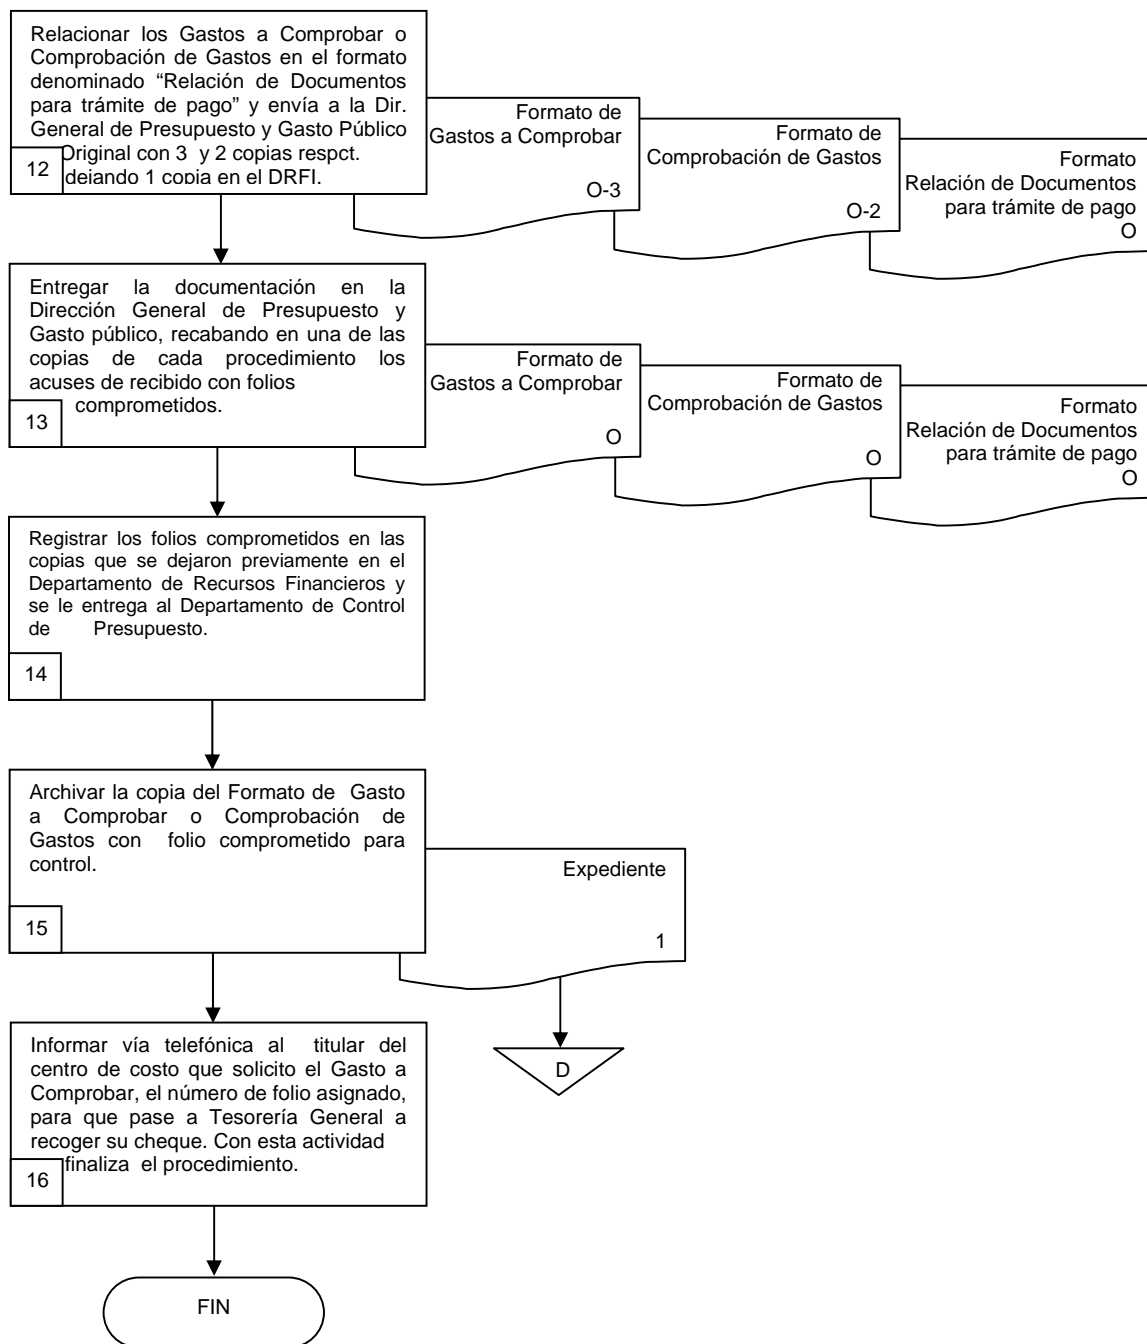 Relacionar los Gastos a Comprobar o
Comprobación de Gastos en el formato
denominado “Relación de Documentos
para trámite de pago” y envía a la Dir.
General de Presupuesto y Gasto Público
Original con 3 y 2 copias respct.
dejando 1 copia en el DRFI.
12
Formato de
Gastos a Comprobar
O-3
Formato de
Comprobación de Gastos
O-2
Formato
Relación de Documentos
para trámite de pago
O
Entregar la documentación en la
Dirección General de Presupuesto y
Gasto público, recabando en una de las
copias de cada procedimiento los
acuses de recibido con folios
comprometidos.
13
Formato de
Gastos a Comprobar
O
Formato de
Comprobación de Gastos
O
Formato
Relación de Documentos
para trámite de pago
O
Registrar los folios comprometidos en las
copias que se dejaron previamente en el
Departamento de Recursos Financieros y
se le entrega al Departamento de Control
de Presupuesto.
14
Archivar la copia del Formato de Gasto
a Comprobar o Comprobación de
Gastos con folio comprometido para
control.
15
Expediente
1
D
Informar vía telefónica al titular del
centro de costo que solicito el Gasto a
Comprobar, el número de folio asignado,
para que pase a Tesorería General a
recoger su cheque. Con esta actividad
finaliza el procedimiento.
16
FIN